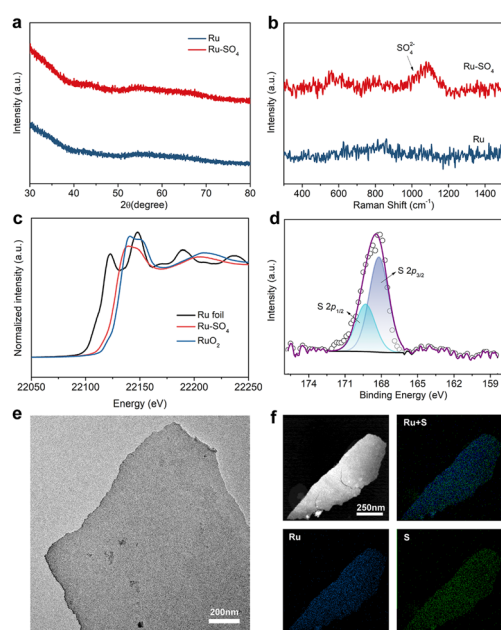 a
Ru
Ru-SO₄
Intensity (a.u.)
30 40 50 60 70 80
2θ(degree)
b
SO₄²⁻
Ru-SO₄
Ru
Intensity (a.u.)
400 600 800 1000 1200 1400
Raman Shift (cm⁻¹)
c
Normalized intensity (a.u.)
Ru foil
Ru-SO₄
RuO₂
22050 22100 22150 22200 22250
Energy (eV)
d
Intensity (a.u.)
S 2p₃/₂
S 2p₁/₂
174 171 168 165 162 159
Binding Energy (eV)
e
200nm
f
250nm
Ru+S
Ru
S